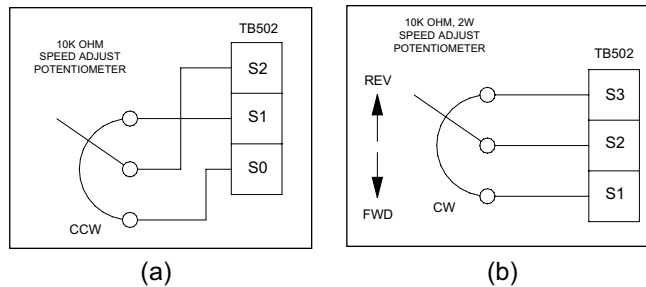 10K OHM
SPEED ADJUST
POTENTIOMETER
TB502
S2
S1
S0
CCW
(a)
10K OHM, 2W
SPEED ADJUST
POTENTIOMETER
TB502
REV
S3
S2
S1
CW
FWD
(b)